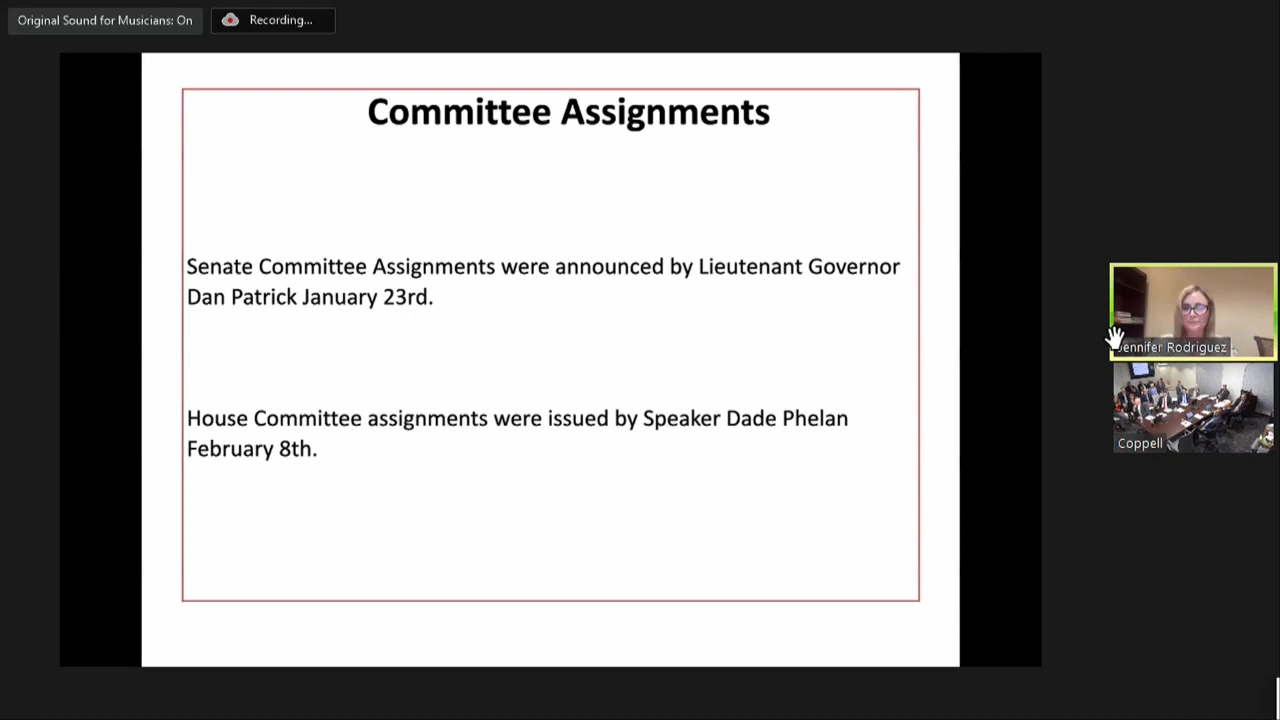 Original Sound for Musicians: On
Recording...
Committee Assignments
Senate Committee Assignments were announced by Lieutenant Governor
Dan Patrick January 23rd.
House Committee assignments were issued by Speaker Dade Phelan
February 8th.
Jennifer Rodriguez
Coppell